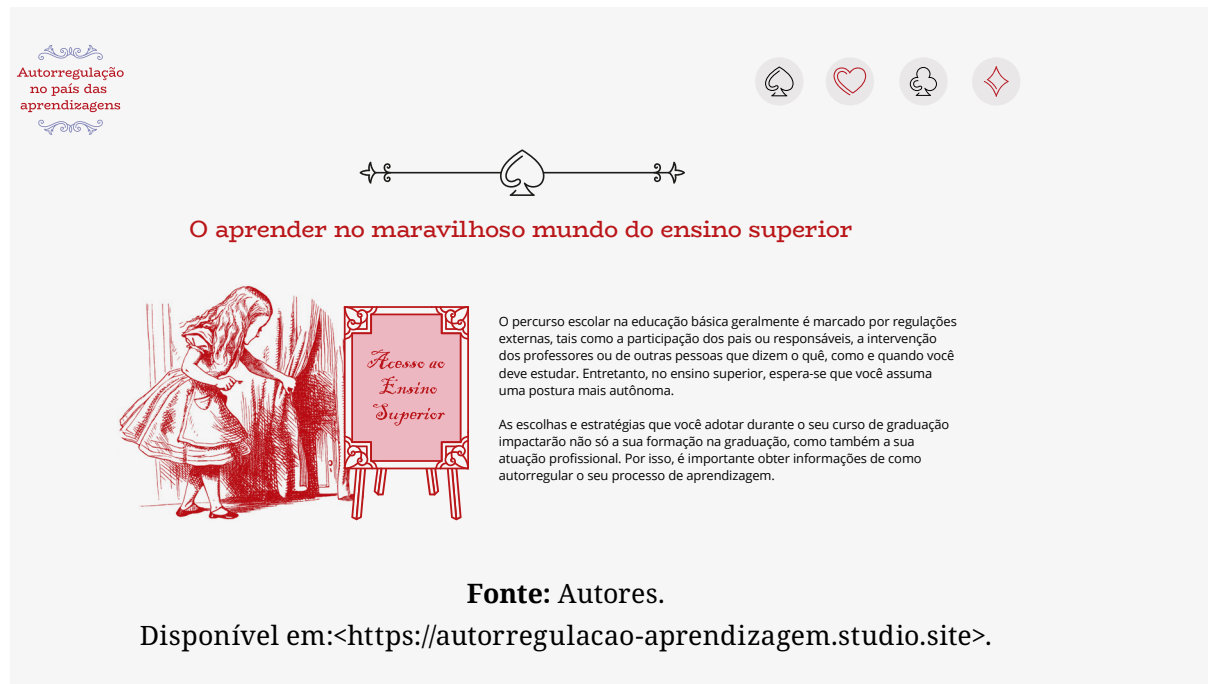 Autorregulação
no país das
aprendizagens
O aprender no maravilhoso mundo do ensino superior
Acesso ao
Ensino
Superior
O percurso escolar na educação básica geralmente é marcado por regulações
externas, tais como a participação dos pais ou responsáveis, a intervenção
dos professores ou de outras pessoas que dizem o quê, como e quando você
deve estudar. Entretanto, no ensino superior, espera-se que você assuma
uma postura mais autônoma.
As escolhas e estratégias que você adotar durante o seu curso de graduação
impactarão não só a sua formação na graduação, como também a sua
atuação profissional. Por isso, é importante obter informações de como
autorregular o seu processo de aprendizagem.
Fonte: Autores.
Disponível em:<https://autorregulacao-aprendizagem.studio.site>.